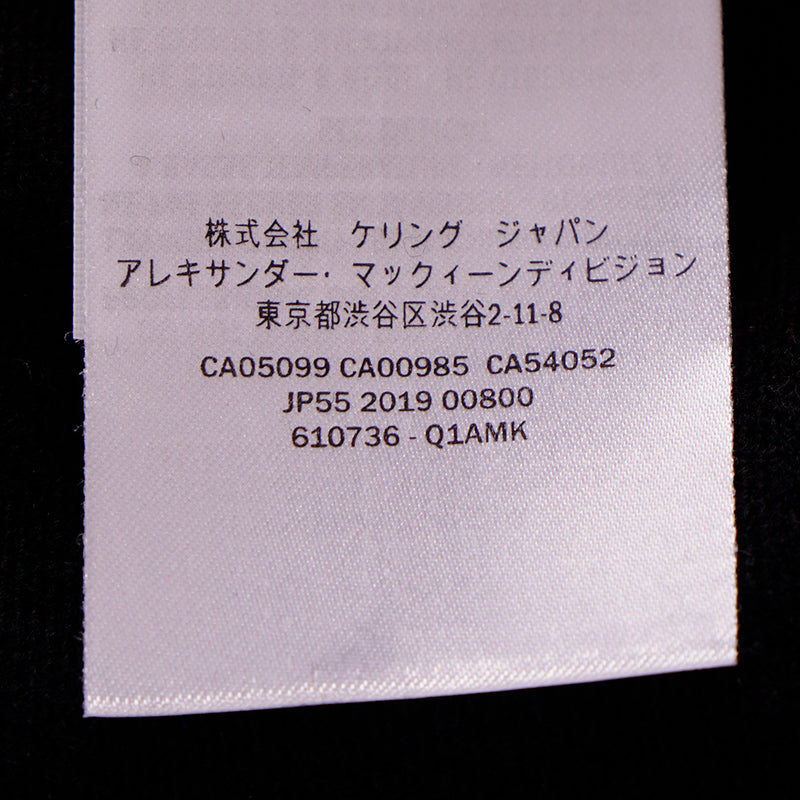 株式会社 ケリング ジャパン
アレキサンダー・マックィーンディビジョン
東京都渋谷区渋谷2-11-8
CA05099 CA00985 CA54052
JP55 2019 00800
610736 - Q1AMK